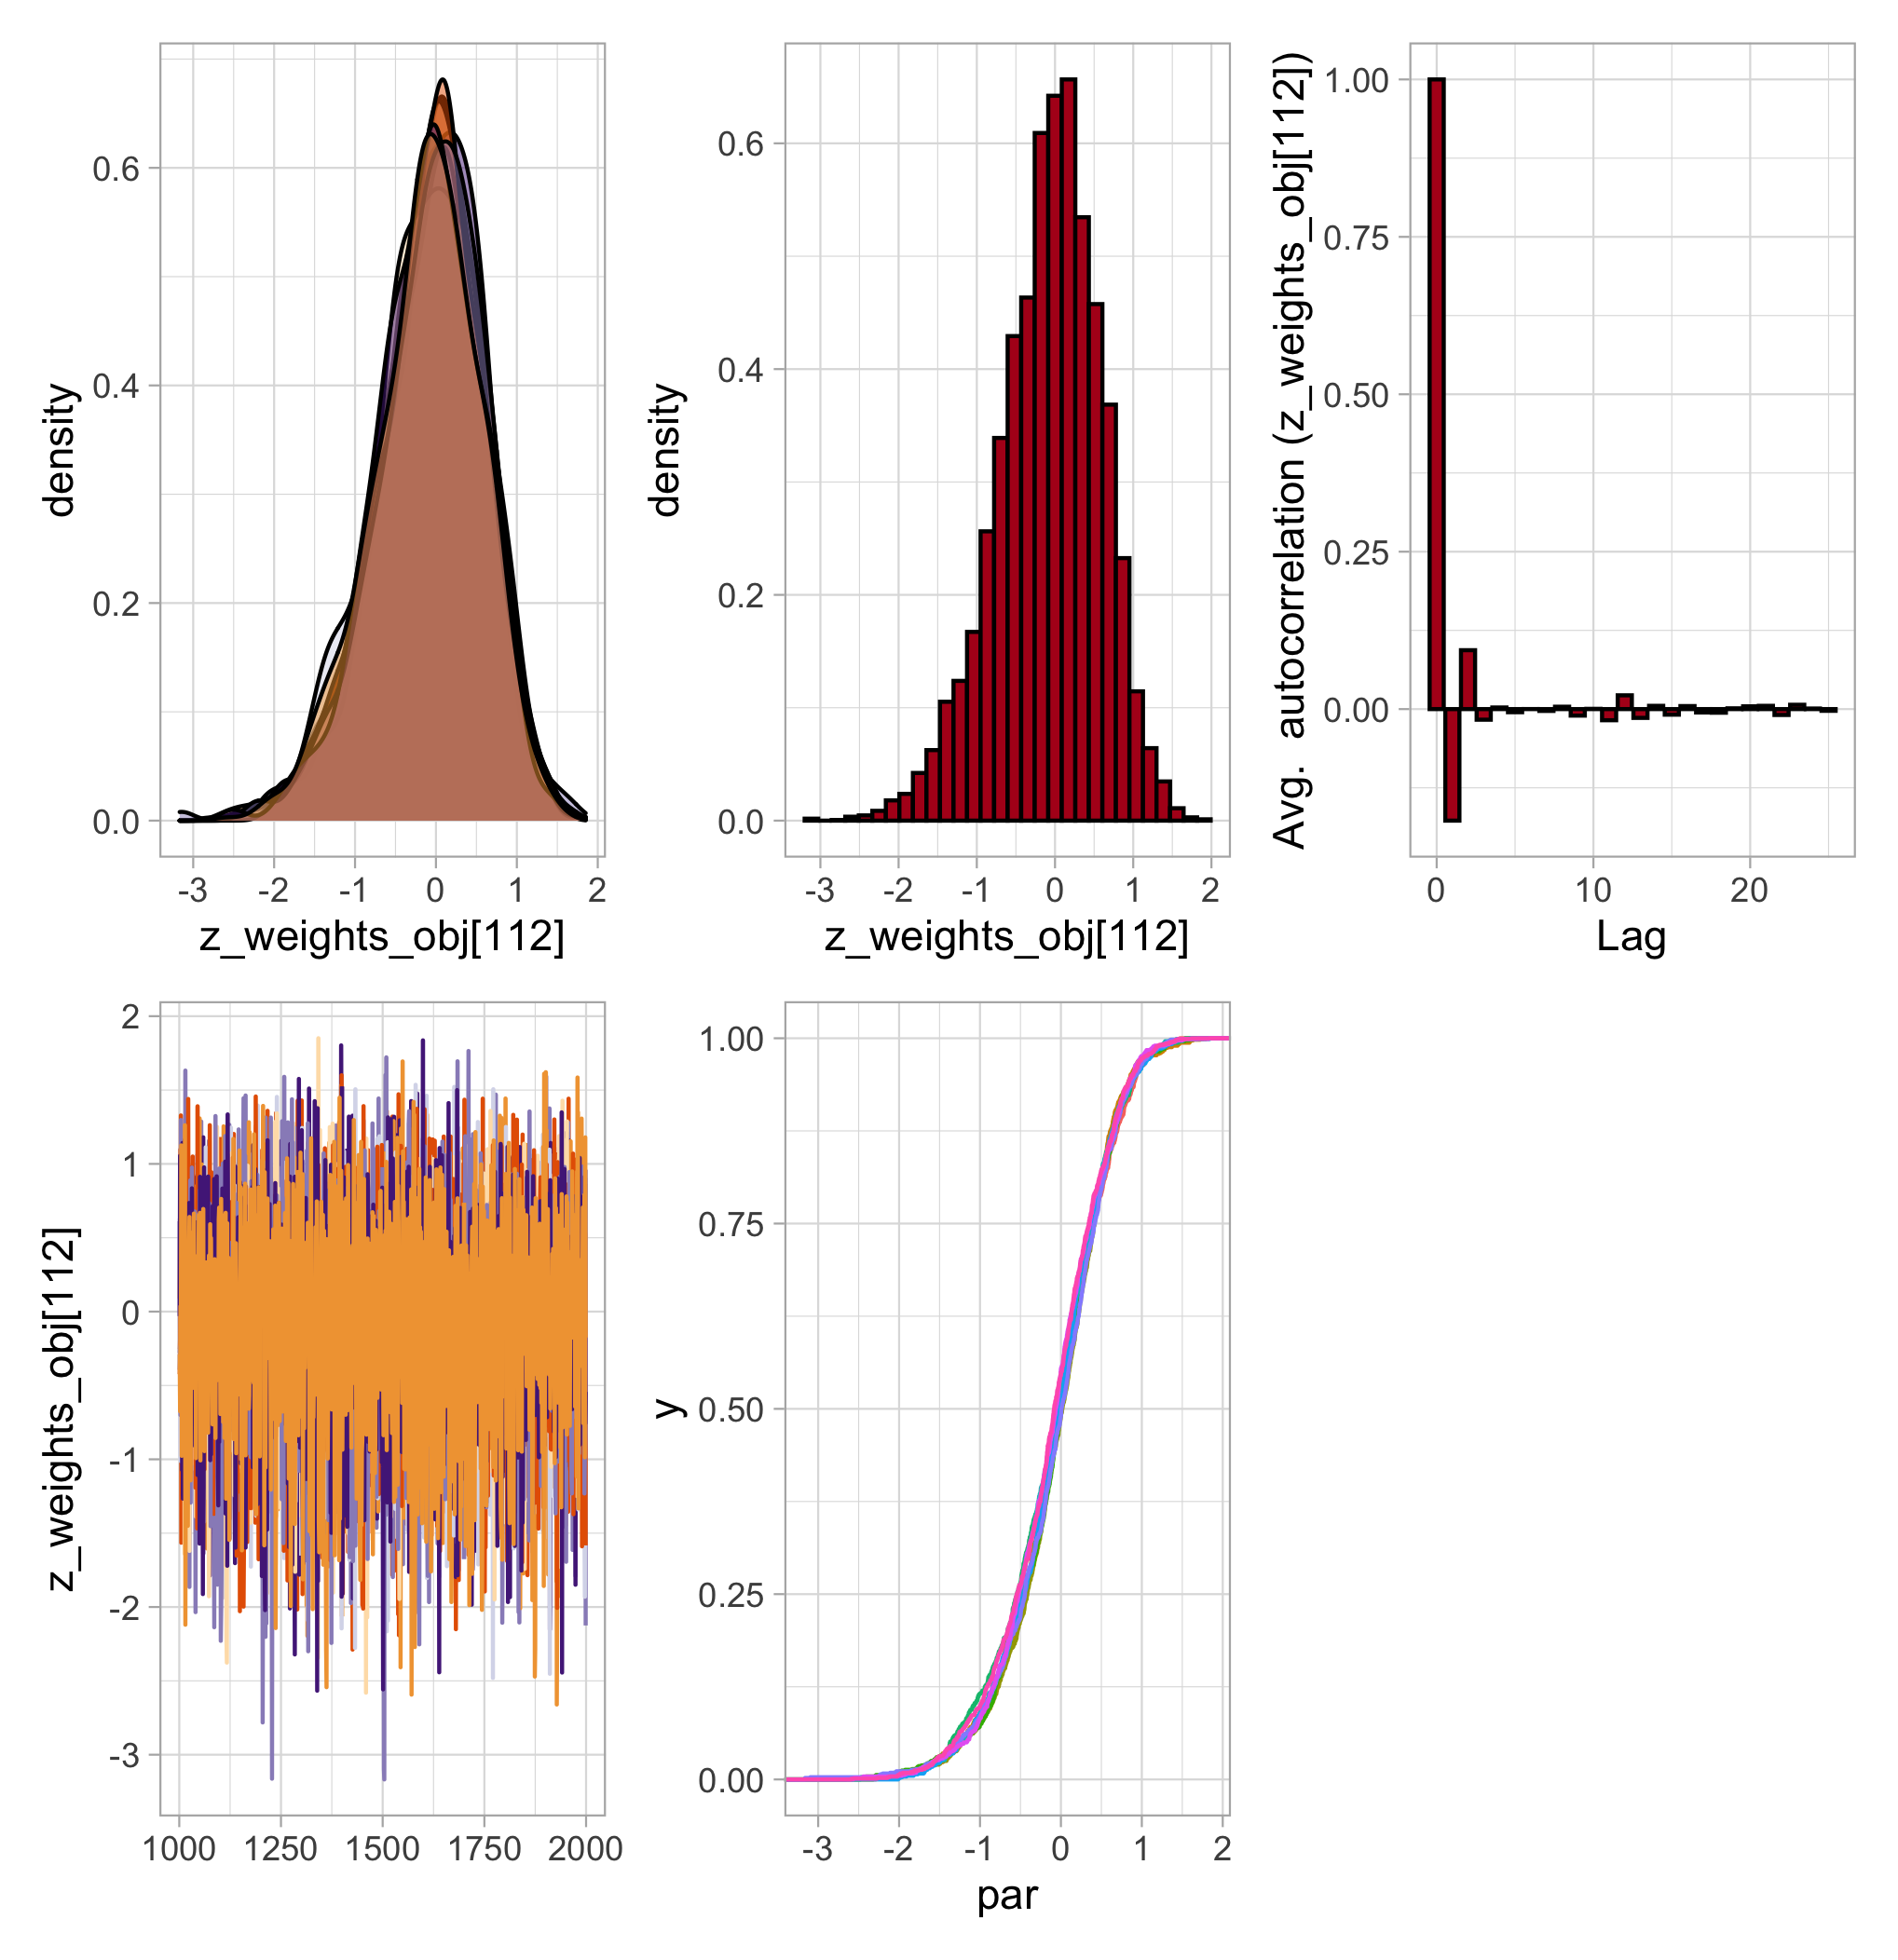 density
0.6
0.4
0.2
0.0
-3 -2 -1 0 1 2
z_weights_obj[112]
density
0.6
0.4
0.2
0.0
-3 -2 -1 0 1 2
z_weights_obj[112]
Avg. autocorrelation (z_weights_obj[112])
1.00
0.75
0.50
0.25
0.00
0 10 20
Lag
z_weights_obj[112]
2
1
0
-1
-2
-3
1000 1250 1500 1750 2000
y
1.00
0.75
0.50
0.25
0.00
-3 -2 -1 0 1 2
par